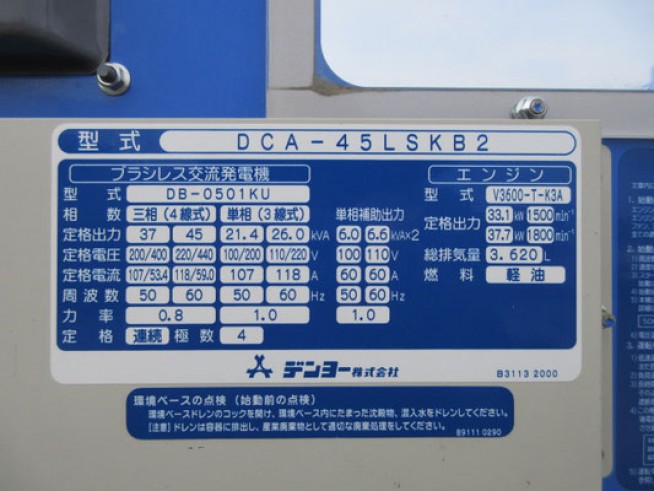 型式 DCA-45LSKB2
ブラシレス交流発電機 エンジン
型式 DB-0501KU 型式 V3600-T-K3A
相数 三相(4線式) 単相(3線式) 単相補助出力 定格出力 33.1 kW 1500 min⁻¹
定格出力 37 45 21.4 26.0 kVA 6.0 6.6 kVA×2 37.7 kW 1800 min⁻¹
定格電圧 200/400 220/440 100/200 110/220 V 100 110 V 総排気量 3.620 L
定格電流 107/53.4 118/59.0 107 118 A 60 60 A 燃料 軽油
周波数 50 60 50 60 Hz 50 60 Hz
力率 0.8 1.0 1.0
定格 連続 極数 4
デンヨー株式会社 B3113 2000
環境ベースの点検(始動前の点検)
環境ベースドレンのコックを開け、環境ベース内にたまった沈殿物、混入水をドレンしてください。
[注意]ドレンは容器に排出し、産業廃棄物として適切な廃棄処理をしてください。
B9111 0290